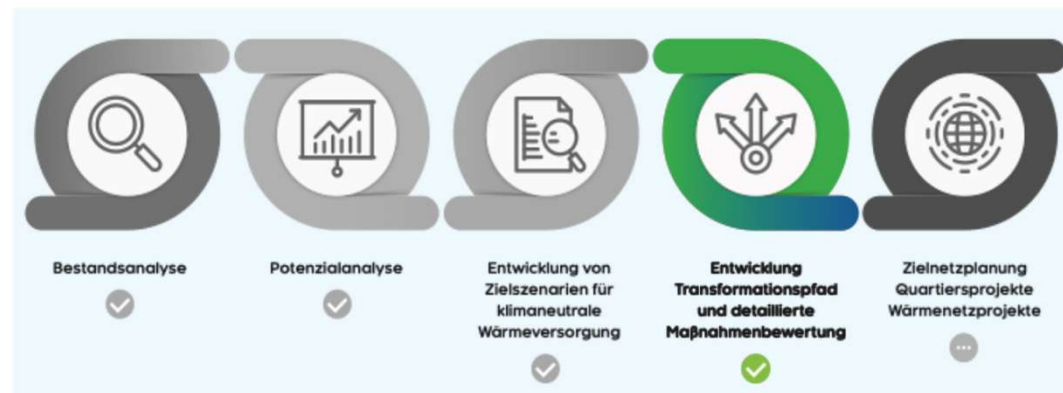 Bestandsanalyse
Potenzialanalyse
Entwicklung von
Zielszenarien für
klimaneutrale
Wärmeversorgung
Entwicklung
Transformationspfad
und detaillierte
Maßnahmenbewertung
Zielnetzplanung
Quartiersprojekte
Wärmenetzprojekte